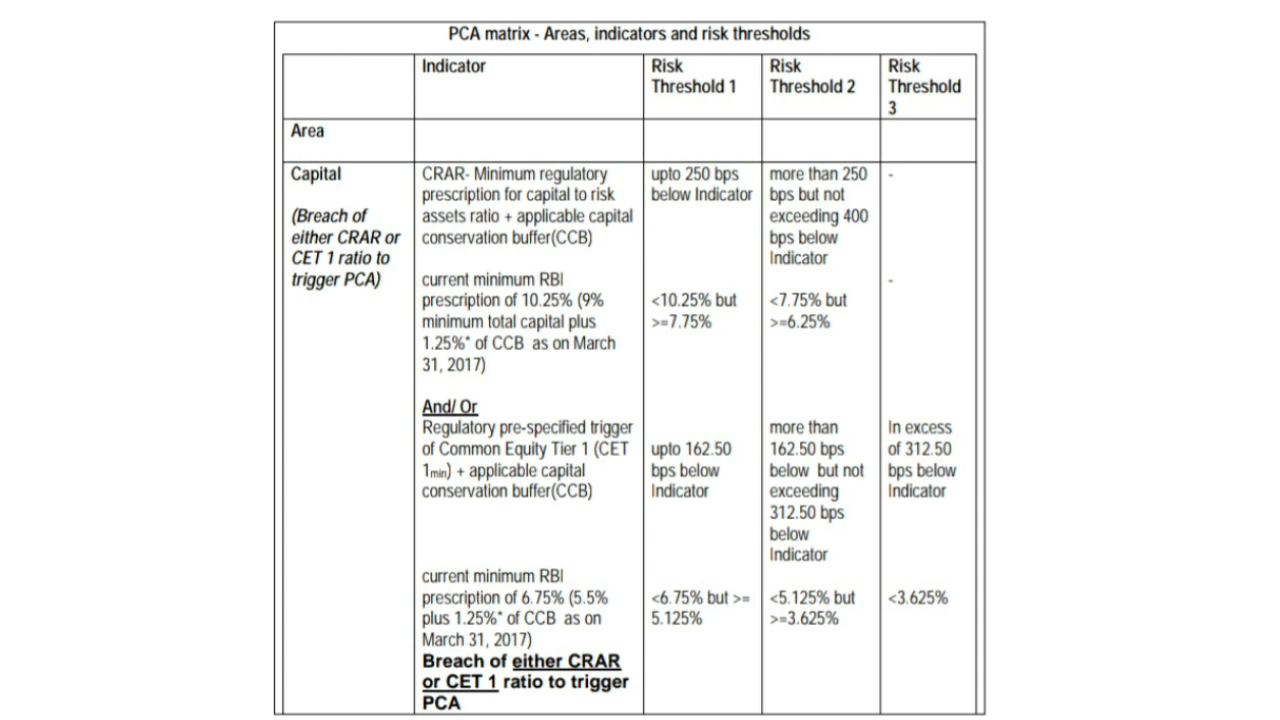 PCA matrix - Areas, indicators and risk thresholds
Indicator
Risk
Threshold 1
Risk
Threshold 2
Risk
Threshold
3
Area
Capital
(Breach of
either CRAR or
CET 1 ratio to
trigger PCA)
CRAR- Minimum regulatory
prescription for capital to risk
assets ratio + applicable capital
conservation buffer(CCB)
current minimum RBI
prescription of 10.25% (9%
minimum total capital plus
1.25%* of CCB as on March
31, 2017)
And/ Or
Regulatory pre-specified trigger
of Common Equity Tier 1 (CET
1min) + applicable capital
conservation buffer(CCB)
current minimum RBI
prescription of 6.75% (5.5%
plus 1.25%* of CCB as on
March 31, 2017)
Breach of either CRAR
or CET 1 ratio to trigger
PCA
upto 250 bps
below Indicator
<10.25% but
>=7.75%
upto 162.50
bps below
Indicator
<6.75% but >=
5.125%
more than 250
bps but not
exceeding 400
bps below
Indicator
<7.75% but
>=6.25%
more than
162.50 bps
below but not
exceeding
312.50 bps
below
Indicator
<5.125% but
>=3.625%
-
-
In excess
of 312.50
bps below
Indicator
<3.625%